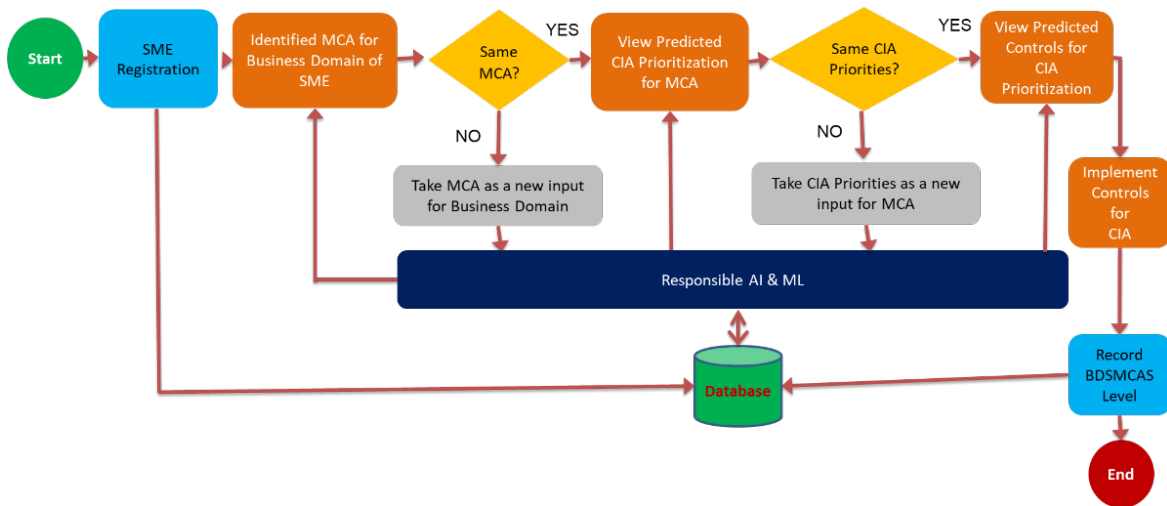 Start
SME
Registration
Identified MCA for
Business Domain of
SME
Same
MCA?
YES
View Predicted
CIA Prioritization
for MCA
Same CIA
Priorities?
YES
View Predicted
Controls for
CIA
Prioritization
NO
NO
Take MCA as a new input
for Business Domain
Take CIA Priorities as a new
input for MCA
Implement
Controls
for
CIA
Responsible AI & ML
Database
Record
BDSMCAS
Level
End